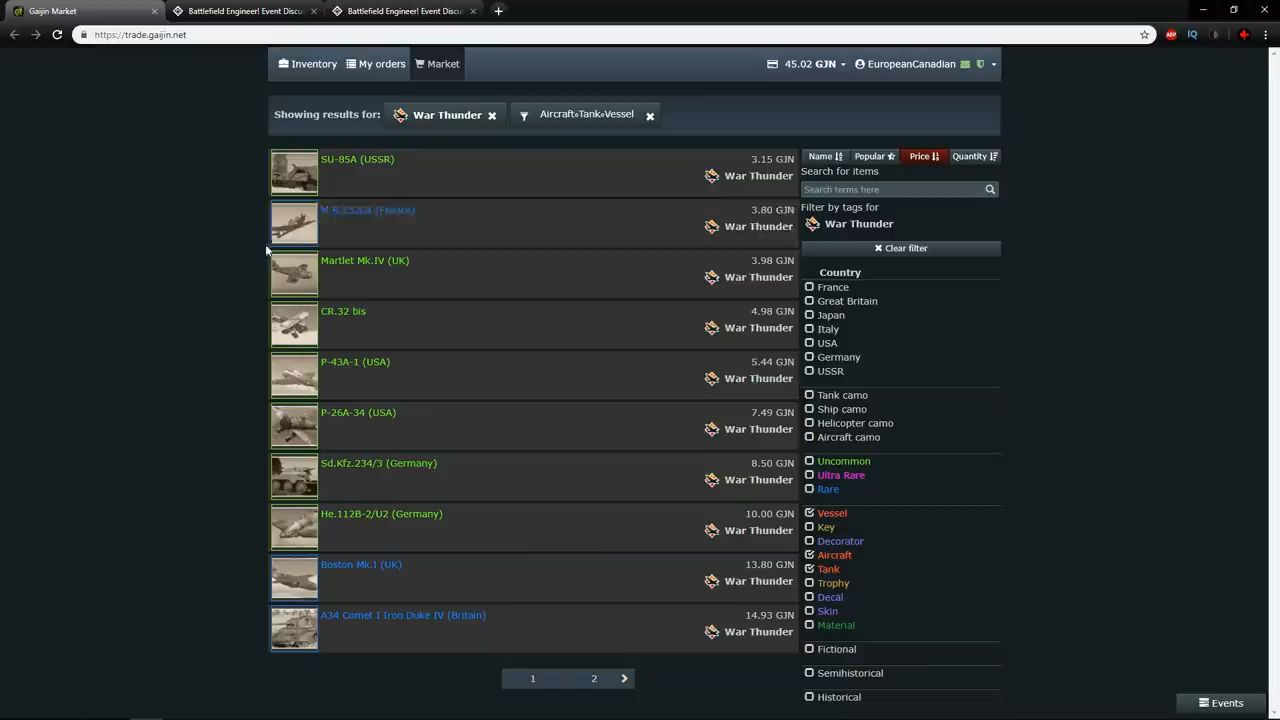 Gaijin Market
Battlefield Engineer! Event Discu
Battlefield Engineer! Event Discu
https://trade.gaijin.net
Inventory
My orders
Market
45.02 GJN
EuropeanCanadian
Showing results for:
War Thunder
Aircraft»Tank»Vessel
SU-85A (USSR)
3.15 GJN
War Thunder
3.80 GJN
War Thunder
Martlet Mk.IV (UK)
3.98 GJN
War Thunder
CR.32 bis
4.98 GJN
War Thunder
P-43A-1 (USA)
5.44 GJN
War Thunder
P-26A-34 (USA)
7.49 GJN
War Thunder
Sd.Kfz.234/3 (Germany)
8.50 GJN
War Thunder
He.112B-2/U2 (Germany)
10.00 GJN
War Thunder
Boston Mk.I (UK)
13.80 GJN
War Thunder
A34 Comet I Iron Duke IV (Britain)
14.93 GJN
War Thunder
1 2
Name
Popular
Price
Quantity
Search for items
Search terms here
Filter by tags for
War Thunder
Clear filter
Country
France
Great Britain
Japan
Italy
USA
Germany
USSR
Tank camo
Ship camo
Helicopter camo
Aircraft camo
Uncommon
Ultra Rare
Rare
Vessel
Key
Decorator
Aircraft
Tank
Trophy
Decal
Skin
Material
Fictional
Semihistorical
Historical
Events